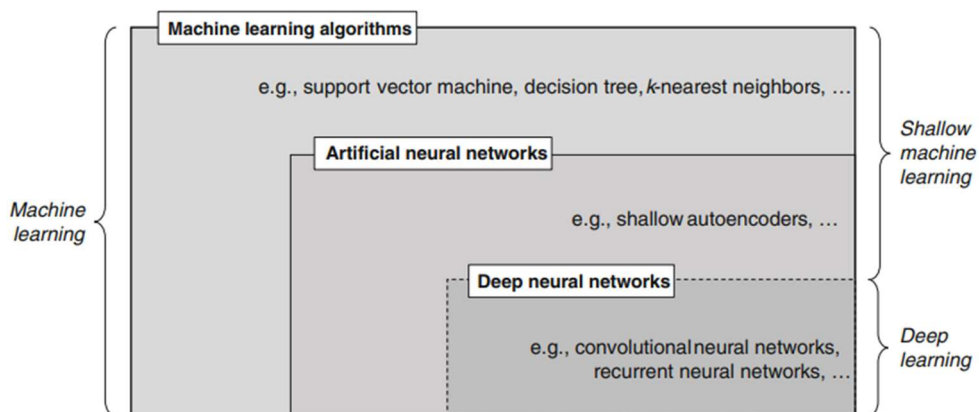 Machine learning algorithms
e.g., support vector machine, decision tree, k-nearest neighbors, …
Artificial neural networks
e.g., shallow autoencoders, …
Deep neural networks
e.g., convolutional neural networks,
recurrent neural networks, …
Machine
learning
Shallow
machine
learning
Deep
learning